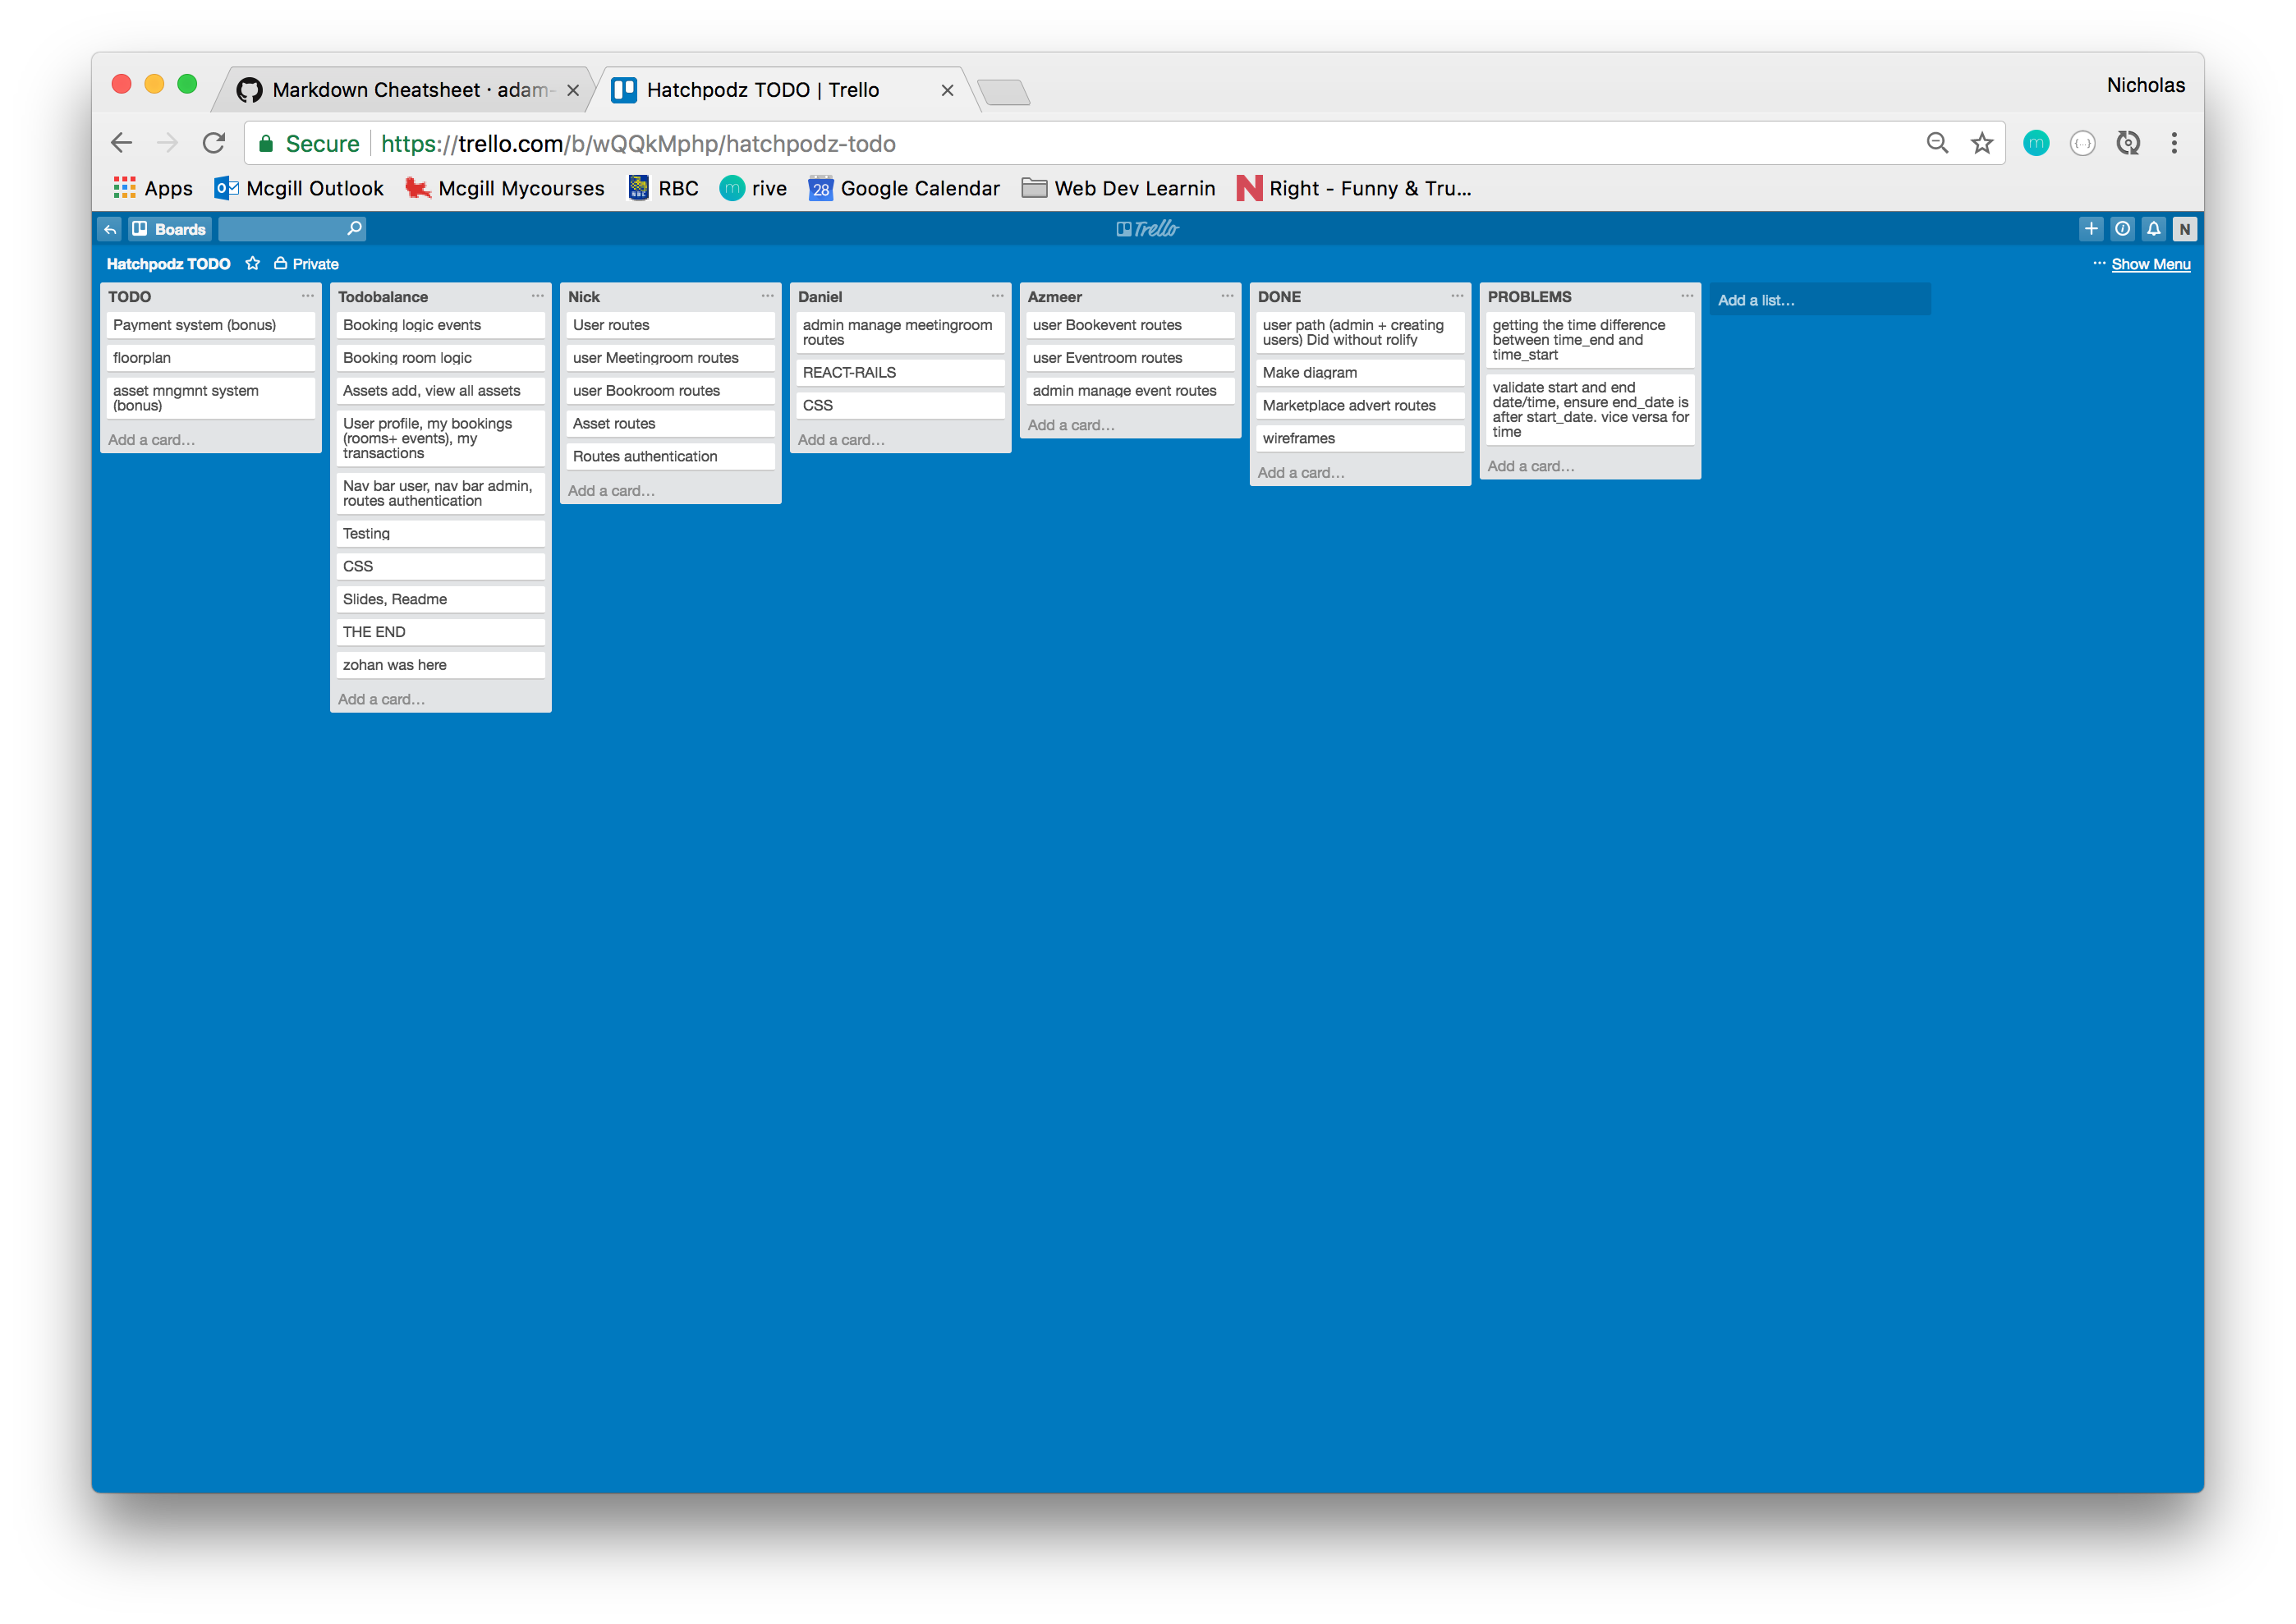 Markdown Cheatsheet · adam-
Hatchpodz TODO | Trello
Nicholas
Secure
https://trello.com/b/wQQkMphp/hatchpodz-todo
Apps
Mcgill Outlook
Mcgill Mycourses
RBC
m
rive
28
Google Calendar
Web Dev Learnin
N
Right - Funny & Tru...
m
Boards
Trello
N
Hatchpodz TODO
Private
··· Show Menu
TODO
Payment system (bonus)
floorplan
asset mngmnt system
(bonus)
Add a card...
Todobalance
Booking logic events
Booking room logic
Assets add, view all assets
User profile, my bookings
(rooms+ events), my
transactions
Nav bar user, nav bar admin,
routes authentication
Testing
CSS
Slides, Readme
THE END
zohan was here
Add a card...
Nick
User routes
user Meetingroom routes
user Bookroom routes
Asset routes
Routes authentication
Add a card...
Daniel
admin manage meetingroom
routes
REACT-RAILS
CSS
Add a card...
Azmeer
user Bookevent routes
user Eventroom routes
admin manage event routes
Add a card...
DONE
user path (admin + creating
users) Did without rolify
Make diagram
Marketplace advert routes
wireframes
Add a card...
PROBLEMS
getting the time difference
between time_end and
time_start
validate start and end
date/time, ensure end_date is
after start_date. vice versa for
time
Add a card...
Add a list...